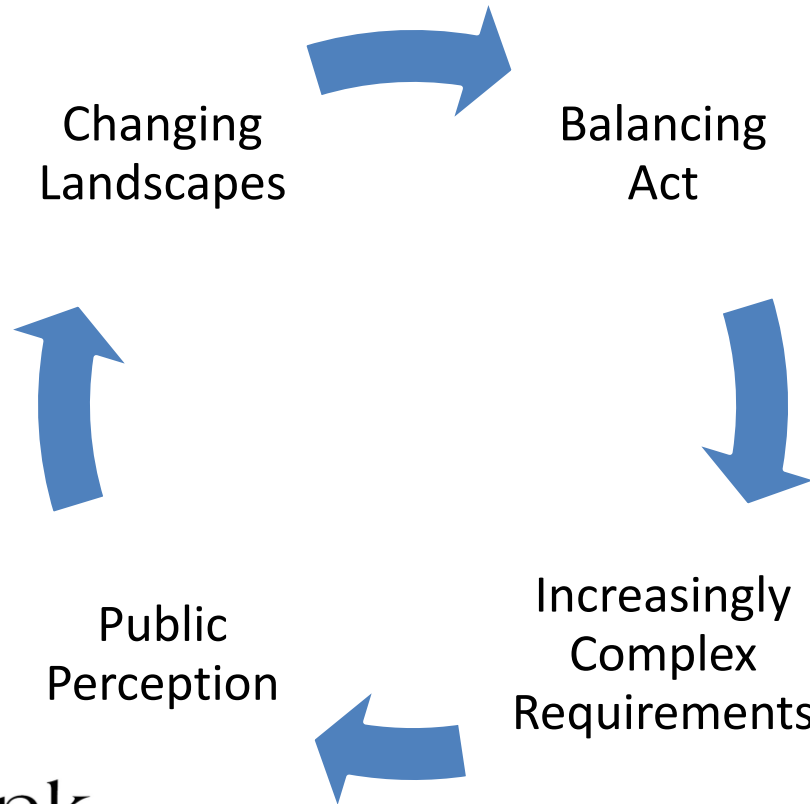 Changing
Landscapes
Balancing
Act
Increasingly
Complex
Requirements
Public
Perception